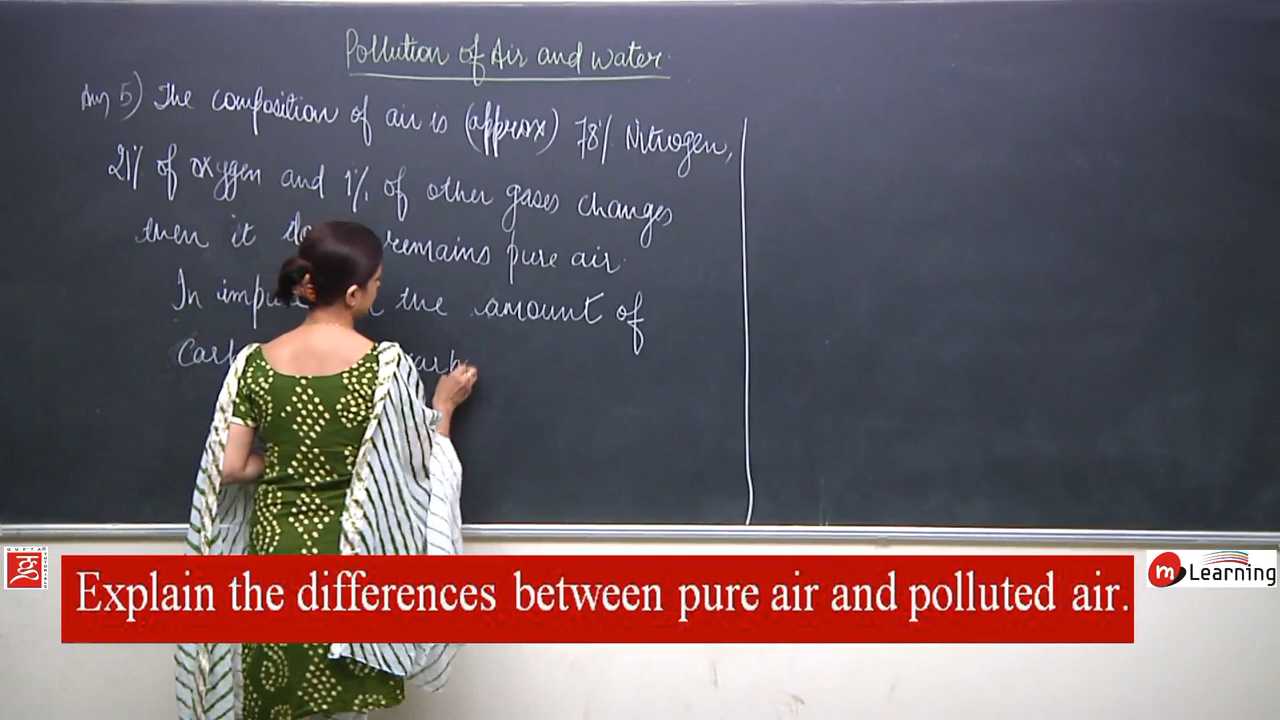 Pollution of Air and water.
Ans 5) The composition of air is (approx) 78% Nitrogen,
21% of oxygen and 1% of other gases changes
then it remains pure air.
In the amount of
Explain the differences between pure air and polluted air.
GUPTA TUTORIALS
m Learning